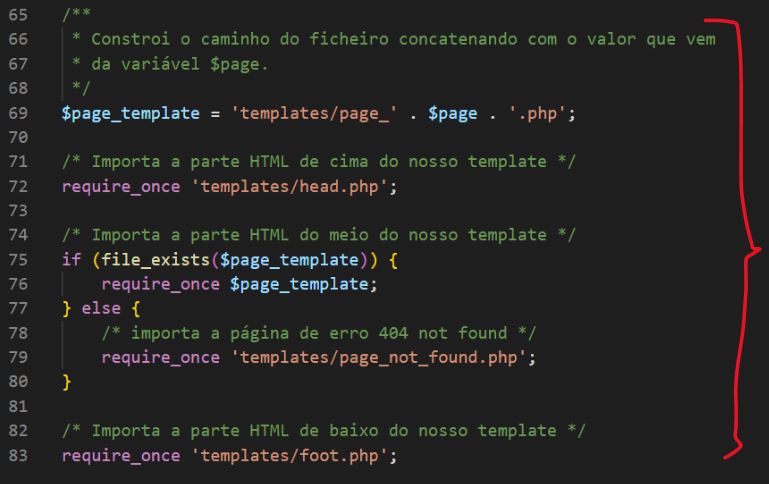 65 /**
66 * Constroi o caminho do ficheiro concatenando com o valor que vem
67 * da variável $page.
68 */
69 $page_template = 'templates/page_' . $page . '.php';
70
71 /* Importa a parte HTML de cima do nosso template */
72 require_once 'templates/head.php';
73
74 /* Importa a parte HTML do meio do nosso template */
75 if (file_exists($page_template)) {
76 require_once $page_template;
77 } else {
78 /* importa a página de erro 404 not found */
79 require_once 'templates/page_not_found.php';
80 }
81
82 /* Importa a parte HTML de baixo do nosso template */
83 require_once 'templates/foot.php';